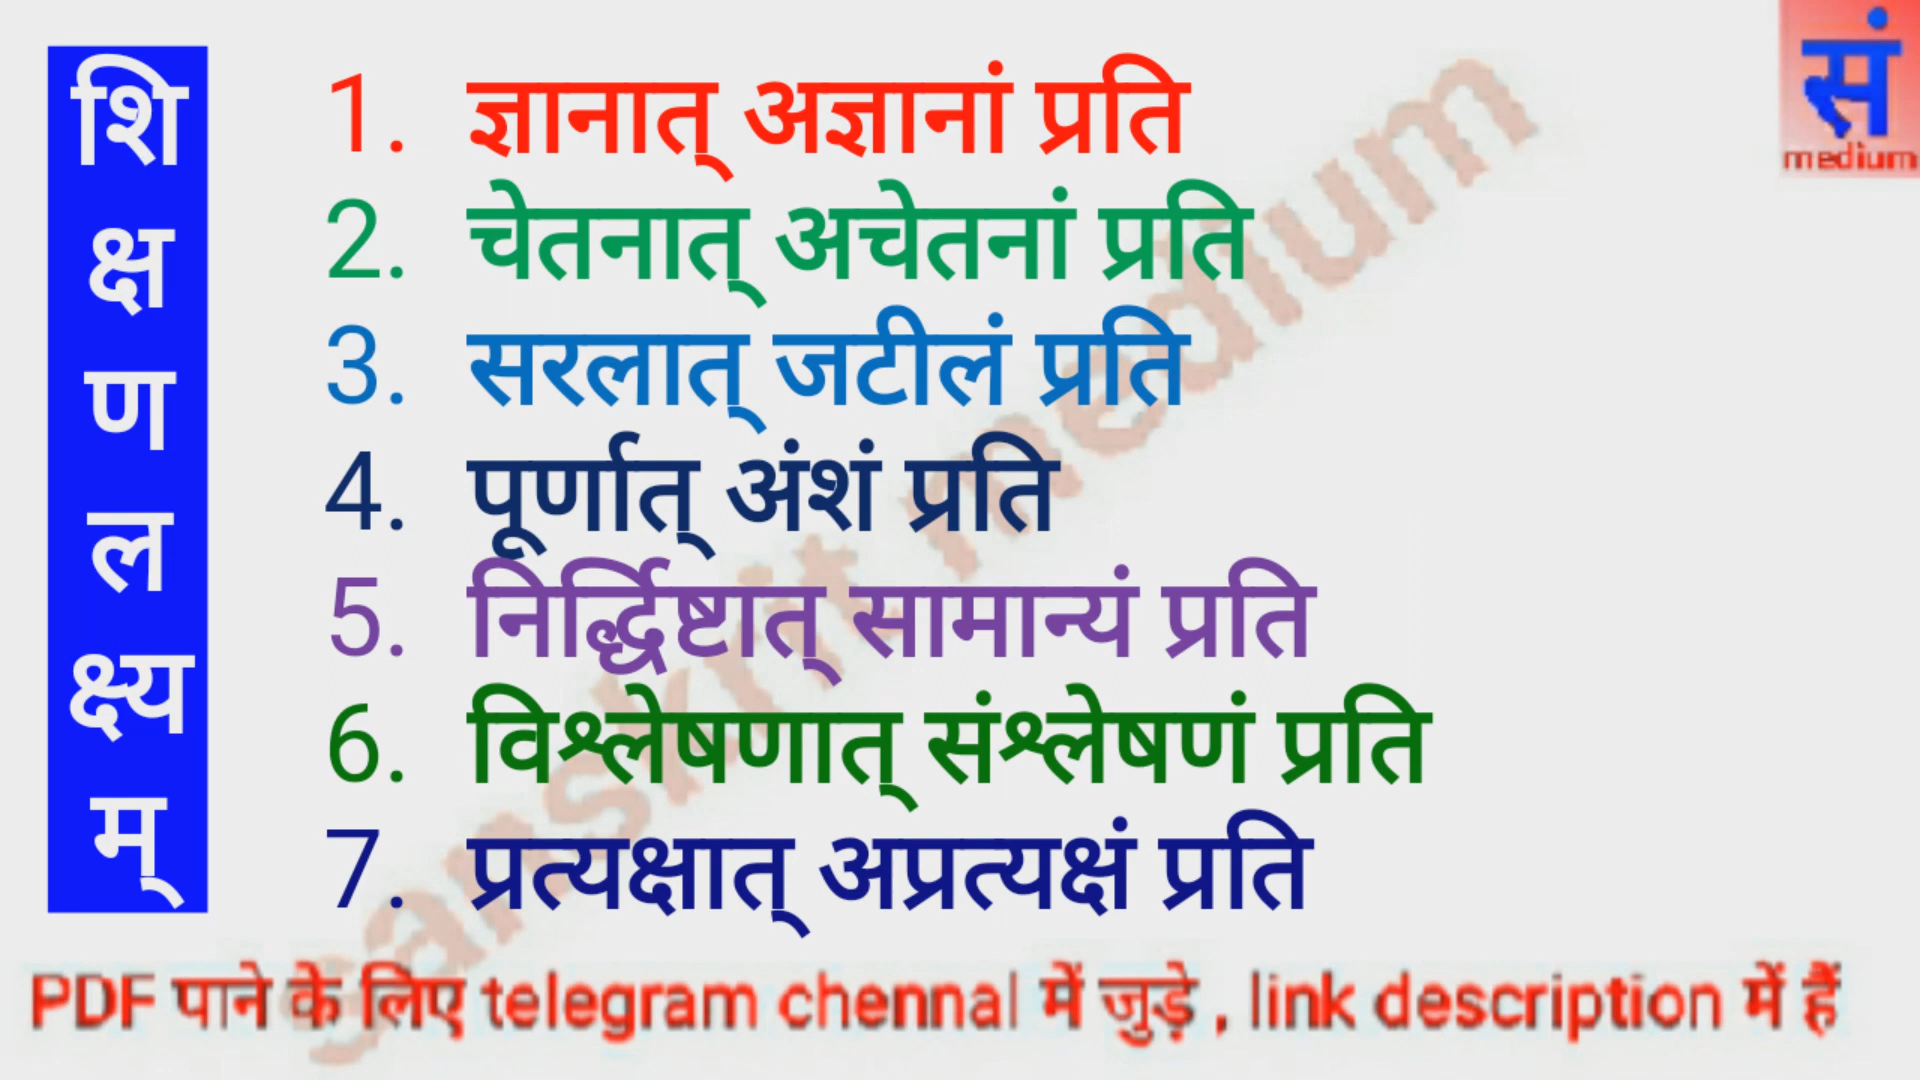 शिक्षणलक्ष्यम्
सं
medium
1. ज्ञानात् अज्ञानां प्रति
2. चेतनात् अचेतनां प्रति
3. सरलात् जटीलं प्रति
4. पूर्णात् अंशं प्रति
5. निर्द्धिष्टात् सामान्यं प्रति
6. विश्लेषणात् संश्लेषणं प्रति
7. प्रत्यक्षात् अप्रत्यक्षं प्रति
sanskrit medium
PDF पाने के लिए telegram chennal में जुड़े , link description में हैं